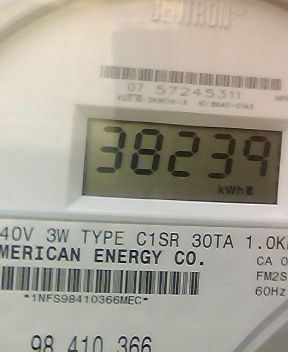 CENTRON®
07 57245311
38239
kWh
40V 3W TYPE C1SR 30TA 1.0K
MERICAN ENERGY CO.
CA 0
FM2S
60Hz
*1NFS98410366MEC*
98 410 366